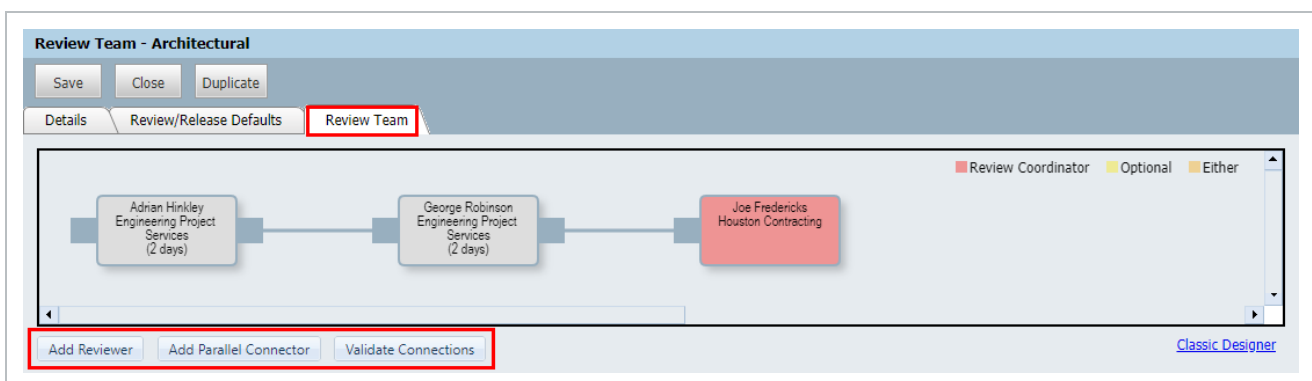 Review Team - Architectural
Save Close Duplicate
Details Review/Release Defaults Review Team
Review Coordinator Optional Either
Adrian Hinkley
Engineering Project
Services
(2 days)
George Robinson
Engineering Project
Services
(2 days)
Joe Fredericks
Houston Contracting
Add Reviewer Add Parallel Connector Validate Connections
Classic Designer